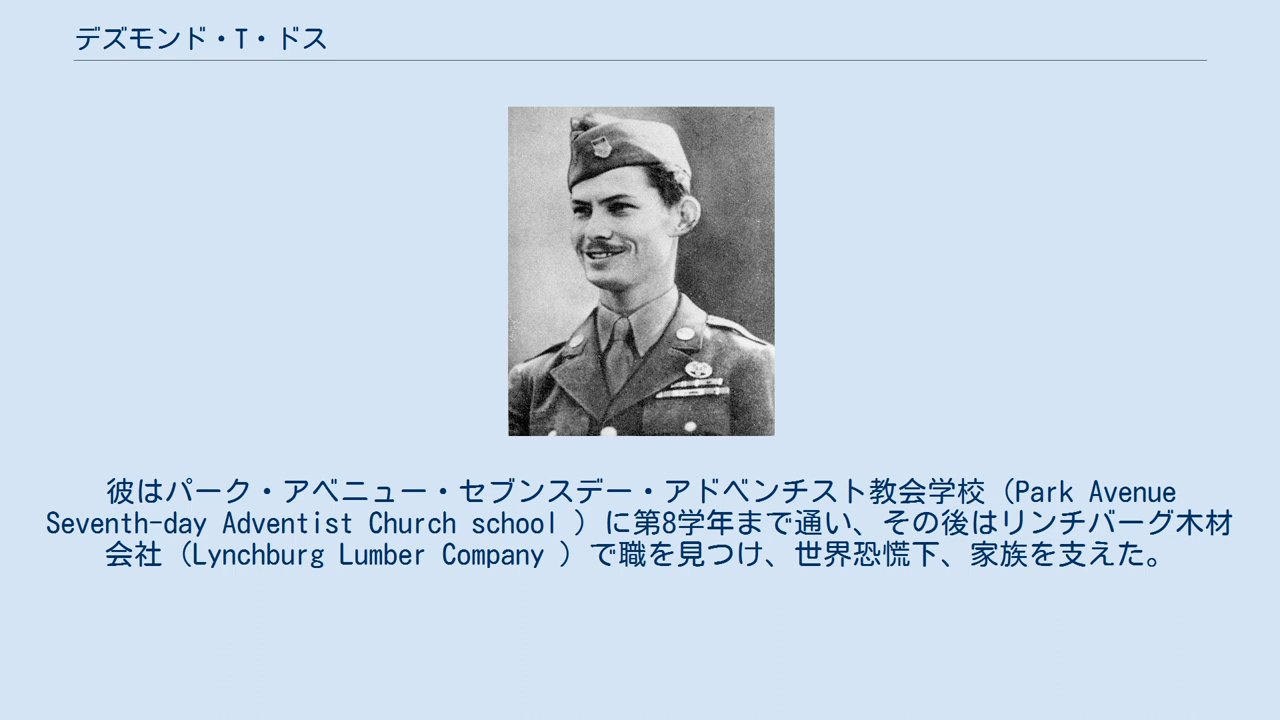 デズモンド・T・ドス
彼はパーク・アベニュー・セブンスデー・アドベンチスト教会学校（Park Avenue
Seventh-day Adventist Church school ）に第8学年まで通い、その後はリンチバーグ木材
会社（Lynchburg Lumber Company ）で職を見つけ、世界恐慌下、家族を支えた。